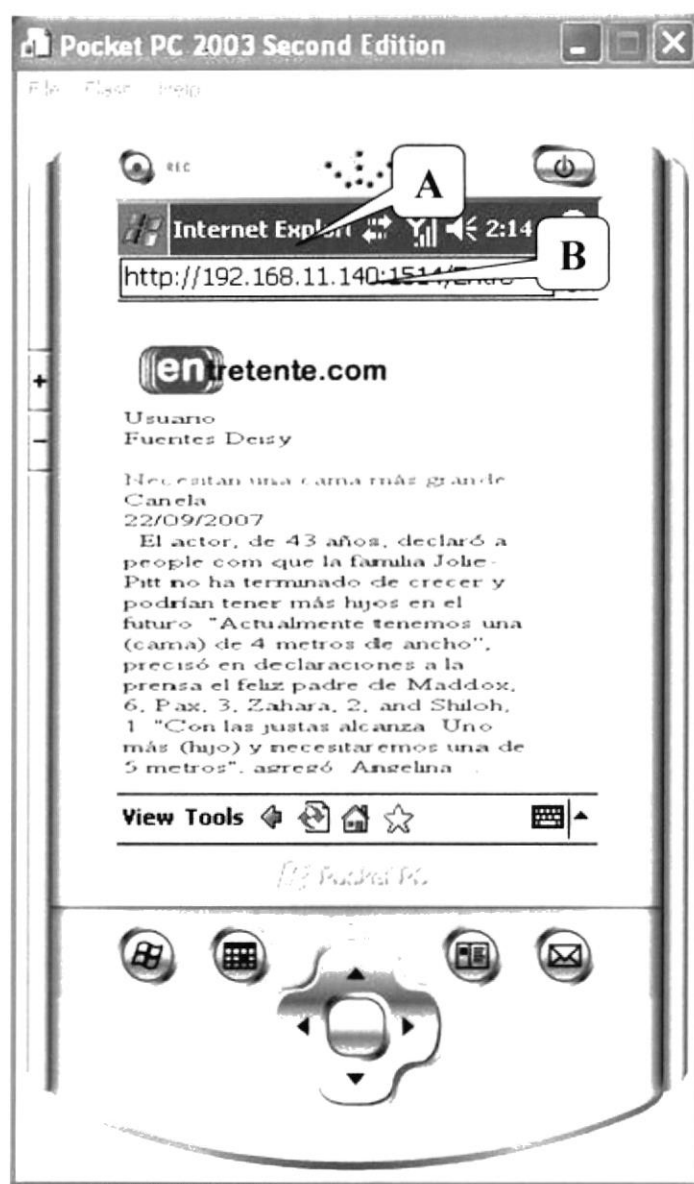 Pocket PC 2003 Second Edition
File Flash Help
REC
A
Internet Explor 2:14
B
http://192.168.11.140:1514/Entre
entretente.com
Usuario
Fuentes Deisy
Necesitan una cama más grande
Canela
22/09/2007
El actor, de 43 años, declaró a
people com que la familia Jolie-
Pitt no ha terminado de crecer y
podrían tener más hijos en el
futuro "Actualmente tenemos una
(cama) de 4 metros de ancho",
precisó en declaraciones a la
prensa el feliz padre de Maddox,
6, Pax, 3, Zahara, 2, and Shiloh,
1 "Con las justas alcanza Uno
más (hijo) y necesitaremos una de
5 metros", agregó Angelina
View Tools
Pocket PC